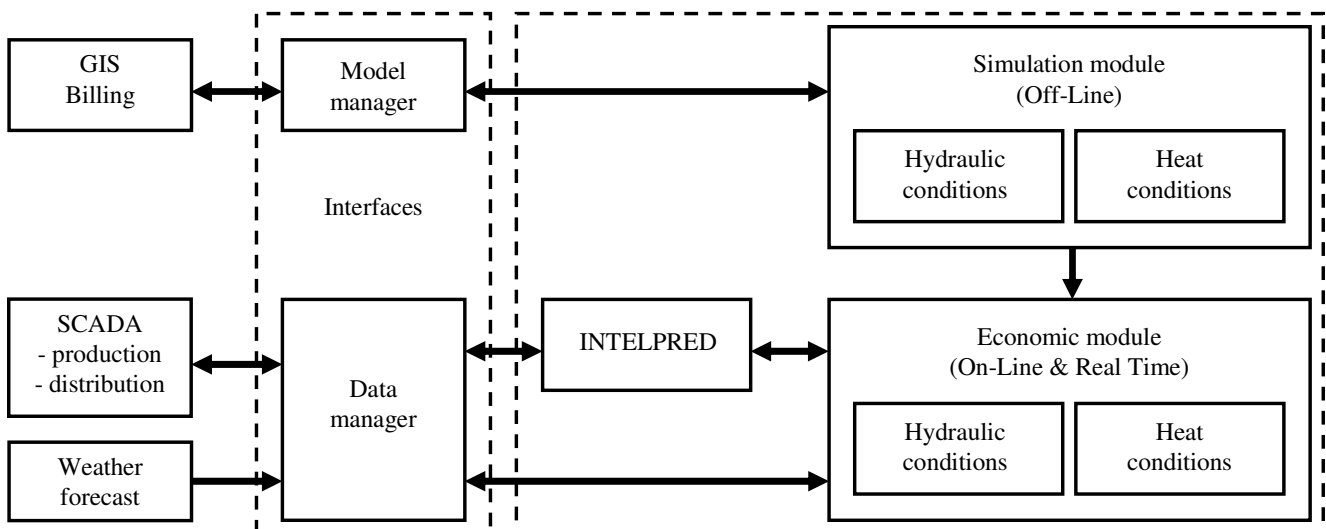 GIS
Billing
Model
manager
Simulation module
(Off-Line)
Hydraulic
conditions
Heat
conditions
Interfaces
SCADA
- production
- distribution
Data
manager
INTELPRED
Economic module
(On-Line & Real Time)
Hydraulic
conditions
Heat
conditions
Weather
forecast